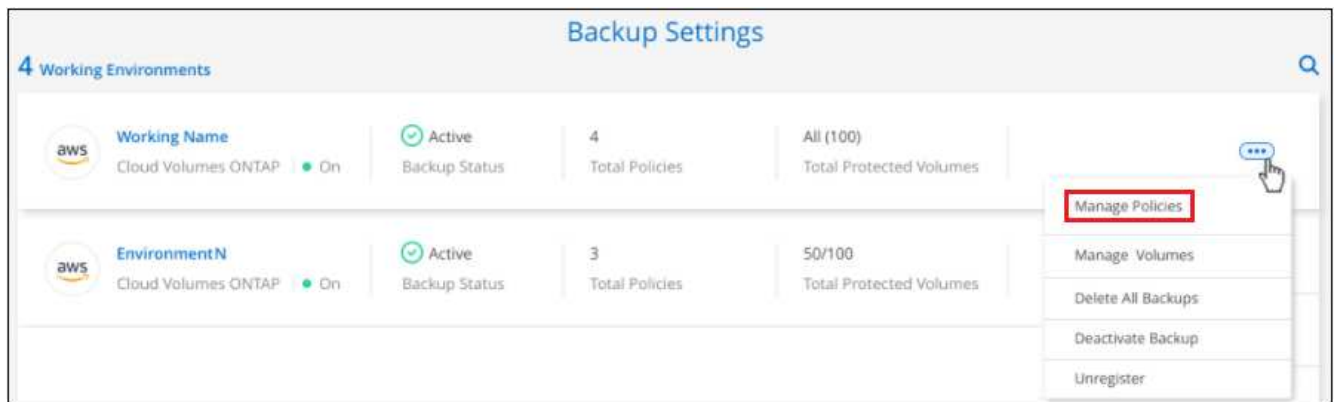 Backup Settings
4 Working Environments
aws
Working Name
Cloud Volumes ONTAP
On
Active
Backup Status
4
Total Policies
All (100)
Total Protected Volumes
Manage Policies
Manage Volumes
Delete All Backups
Deactivate Backup
Unregister
aws
EnvironmentN
Cloud Volumes ONTAP
On
Active
Backup Status
3
Total Policies
50/100
Total Protected Volumes